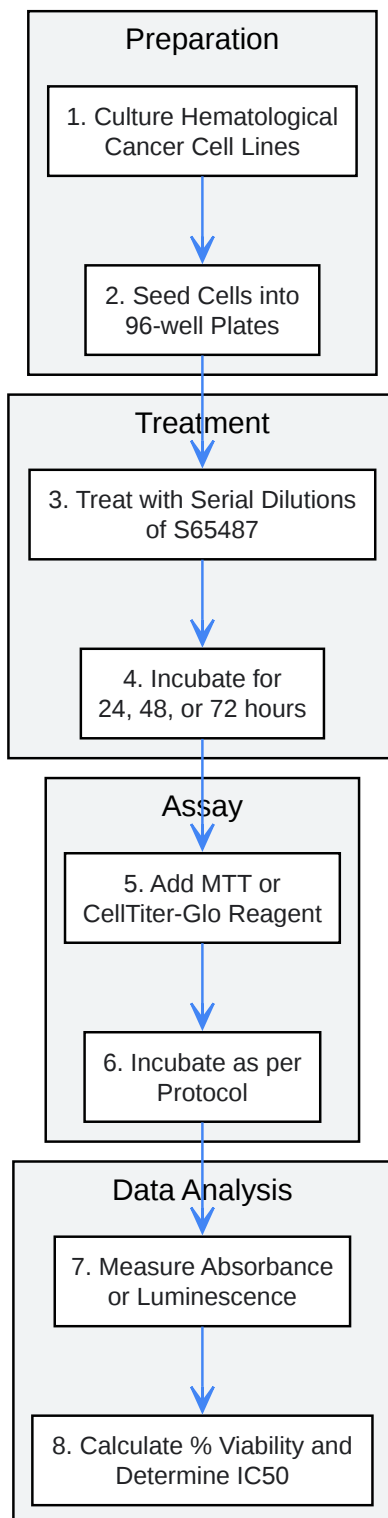 Preparation
1. Culture Hematological
Cancer Cell Lines
2. Seed Cells into
96-well Plates
Treatment
3. Treat with Serial Dilutions
of S65487
4. Incubate for
24, 48, or 72 hours
Assay
5. Add MTT or
CellTiter-Glo Reagent
6. Incubate as per
Protocol
Data Analysis
7. Measure Absorbance
or Luminescence
8. Calculate % Viability and
Determine IC50